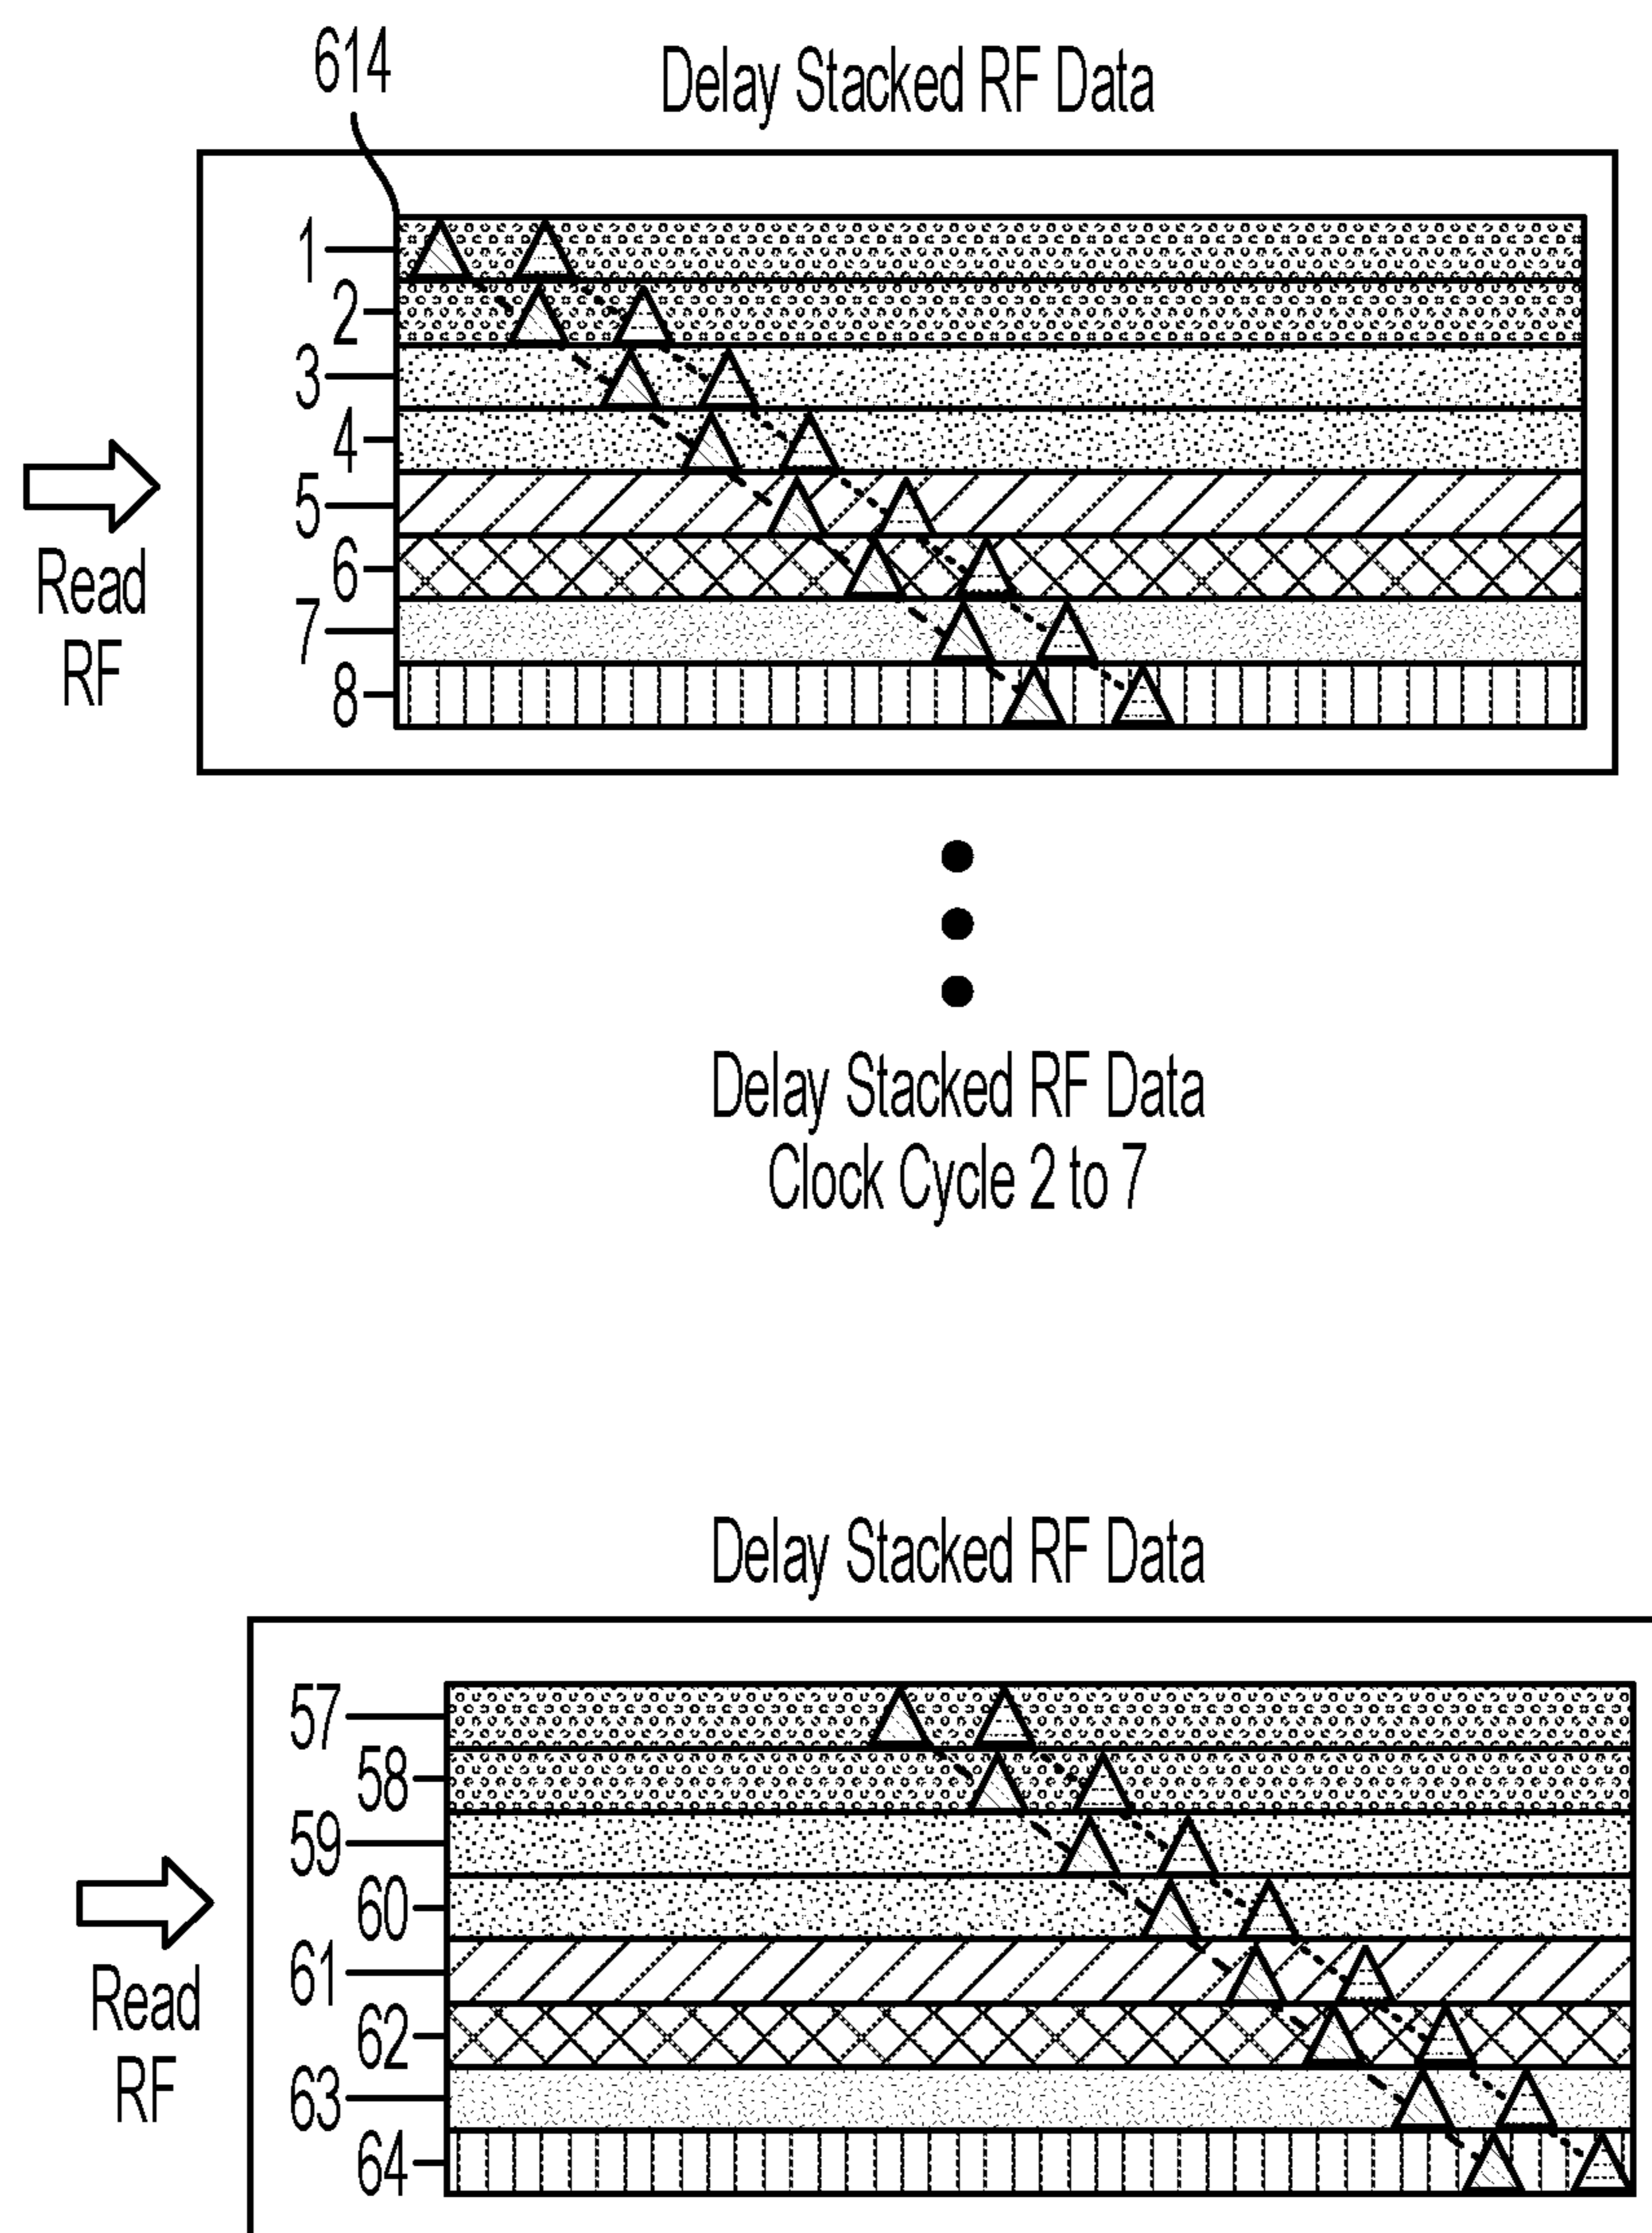 614
Delay Stacked RF Data
1
2
3
4
5
6
7
8
Read
RF
Delay Stacked RF Data
Clock Cycle 2 to 7
Delay Stacked RF Data
57
58
59
60
61
62
63
64
Read
RF